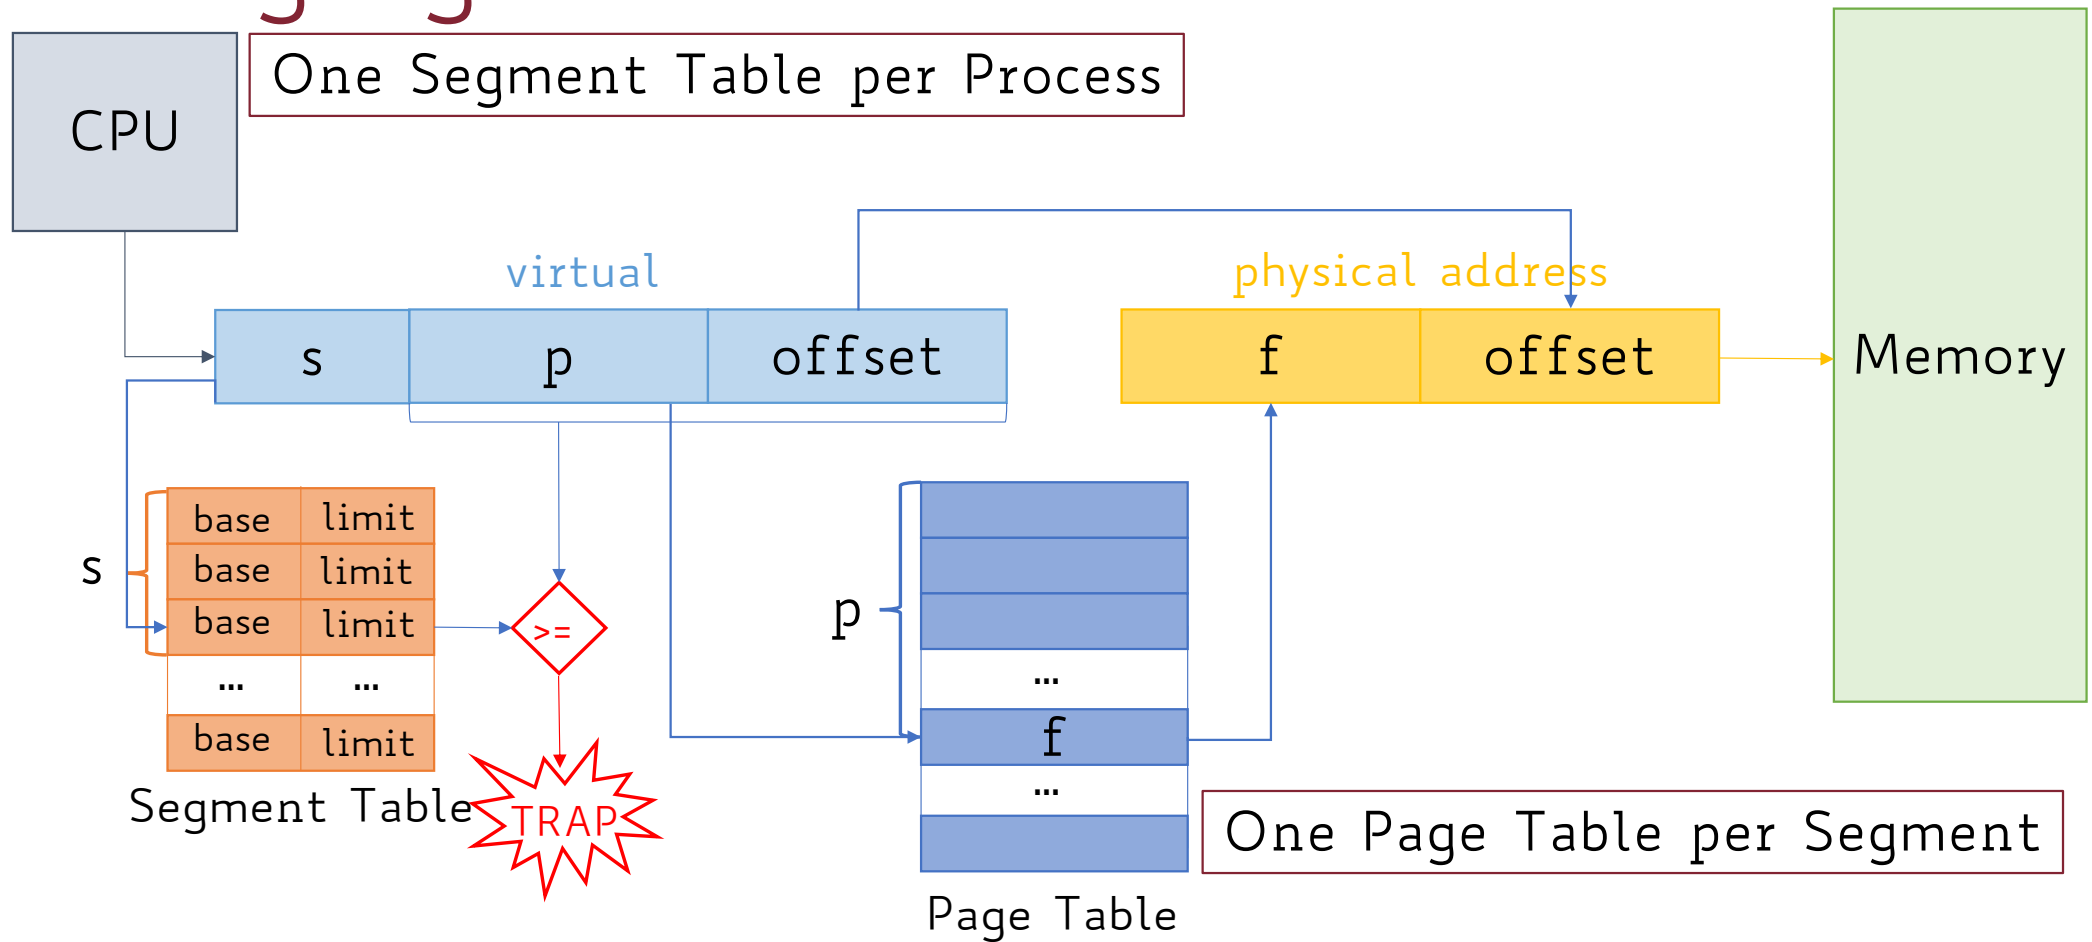 One Segment Table per Process
CPU
virtual
physical address
s
p
offset
f
offset
Memory
s
base limit
base limit
base limit
... ...
base limit
Segment Table
>=
TRAP
p
...
f
...
Page Table
One Page Table per Segment